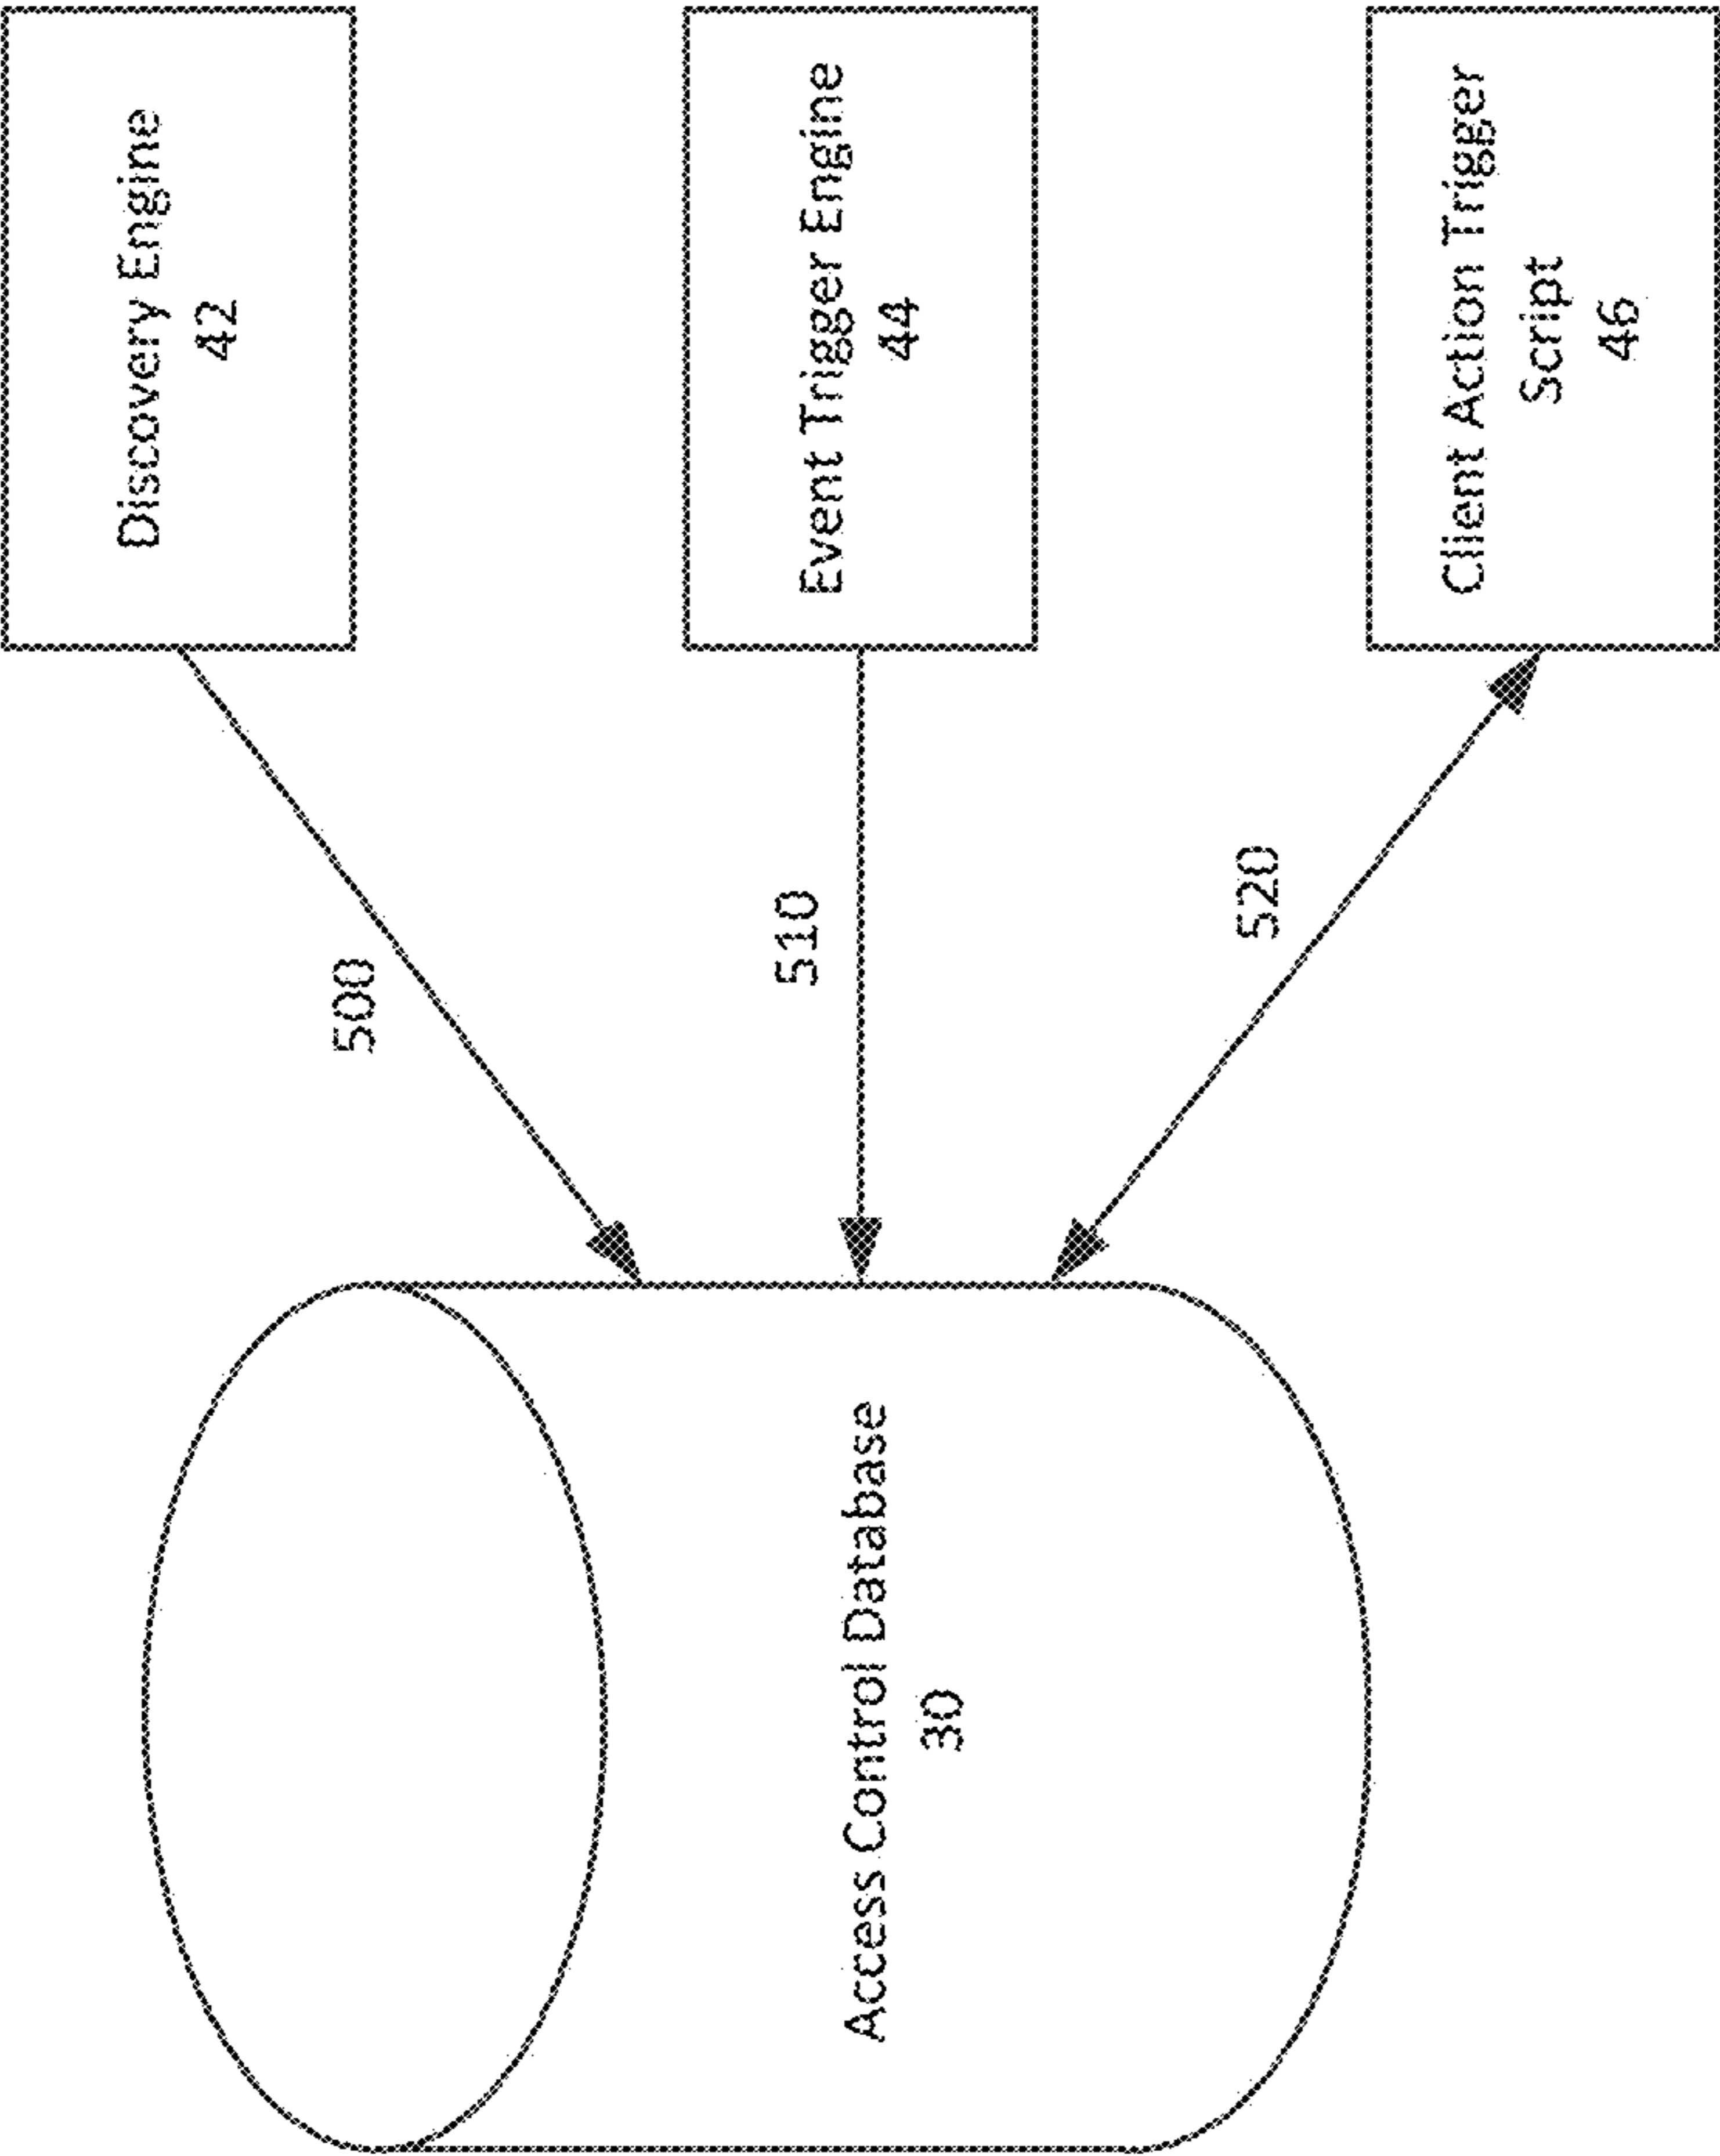 Discovery Engine
42
500
Event Trigger Engine
44
510
Access Control Database
30
520
Client Action Trigger
Script
46